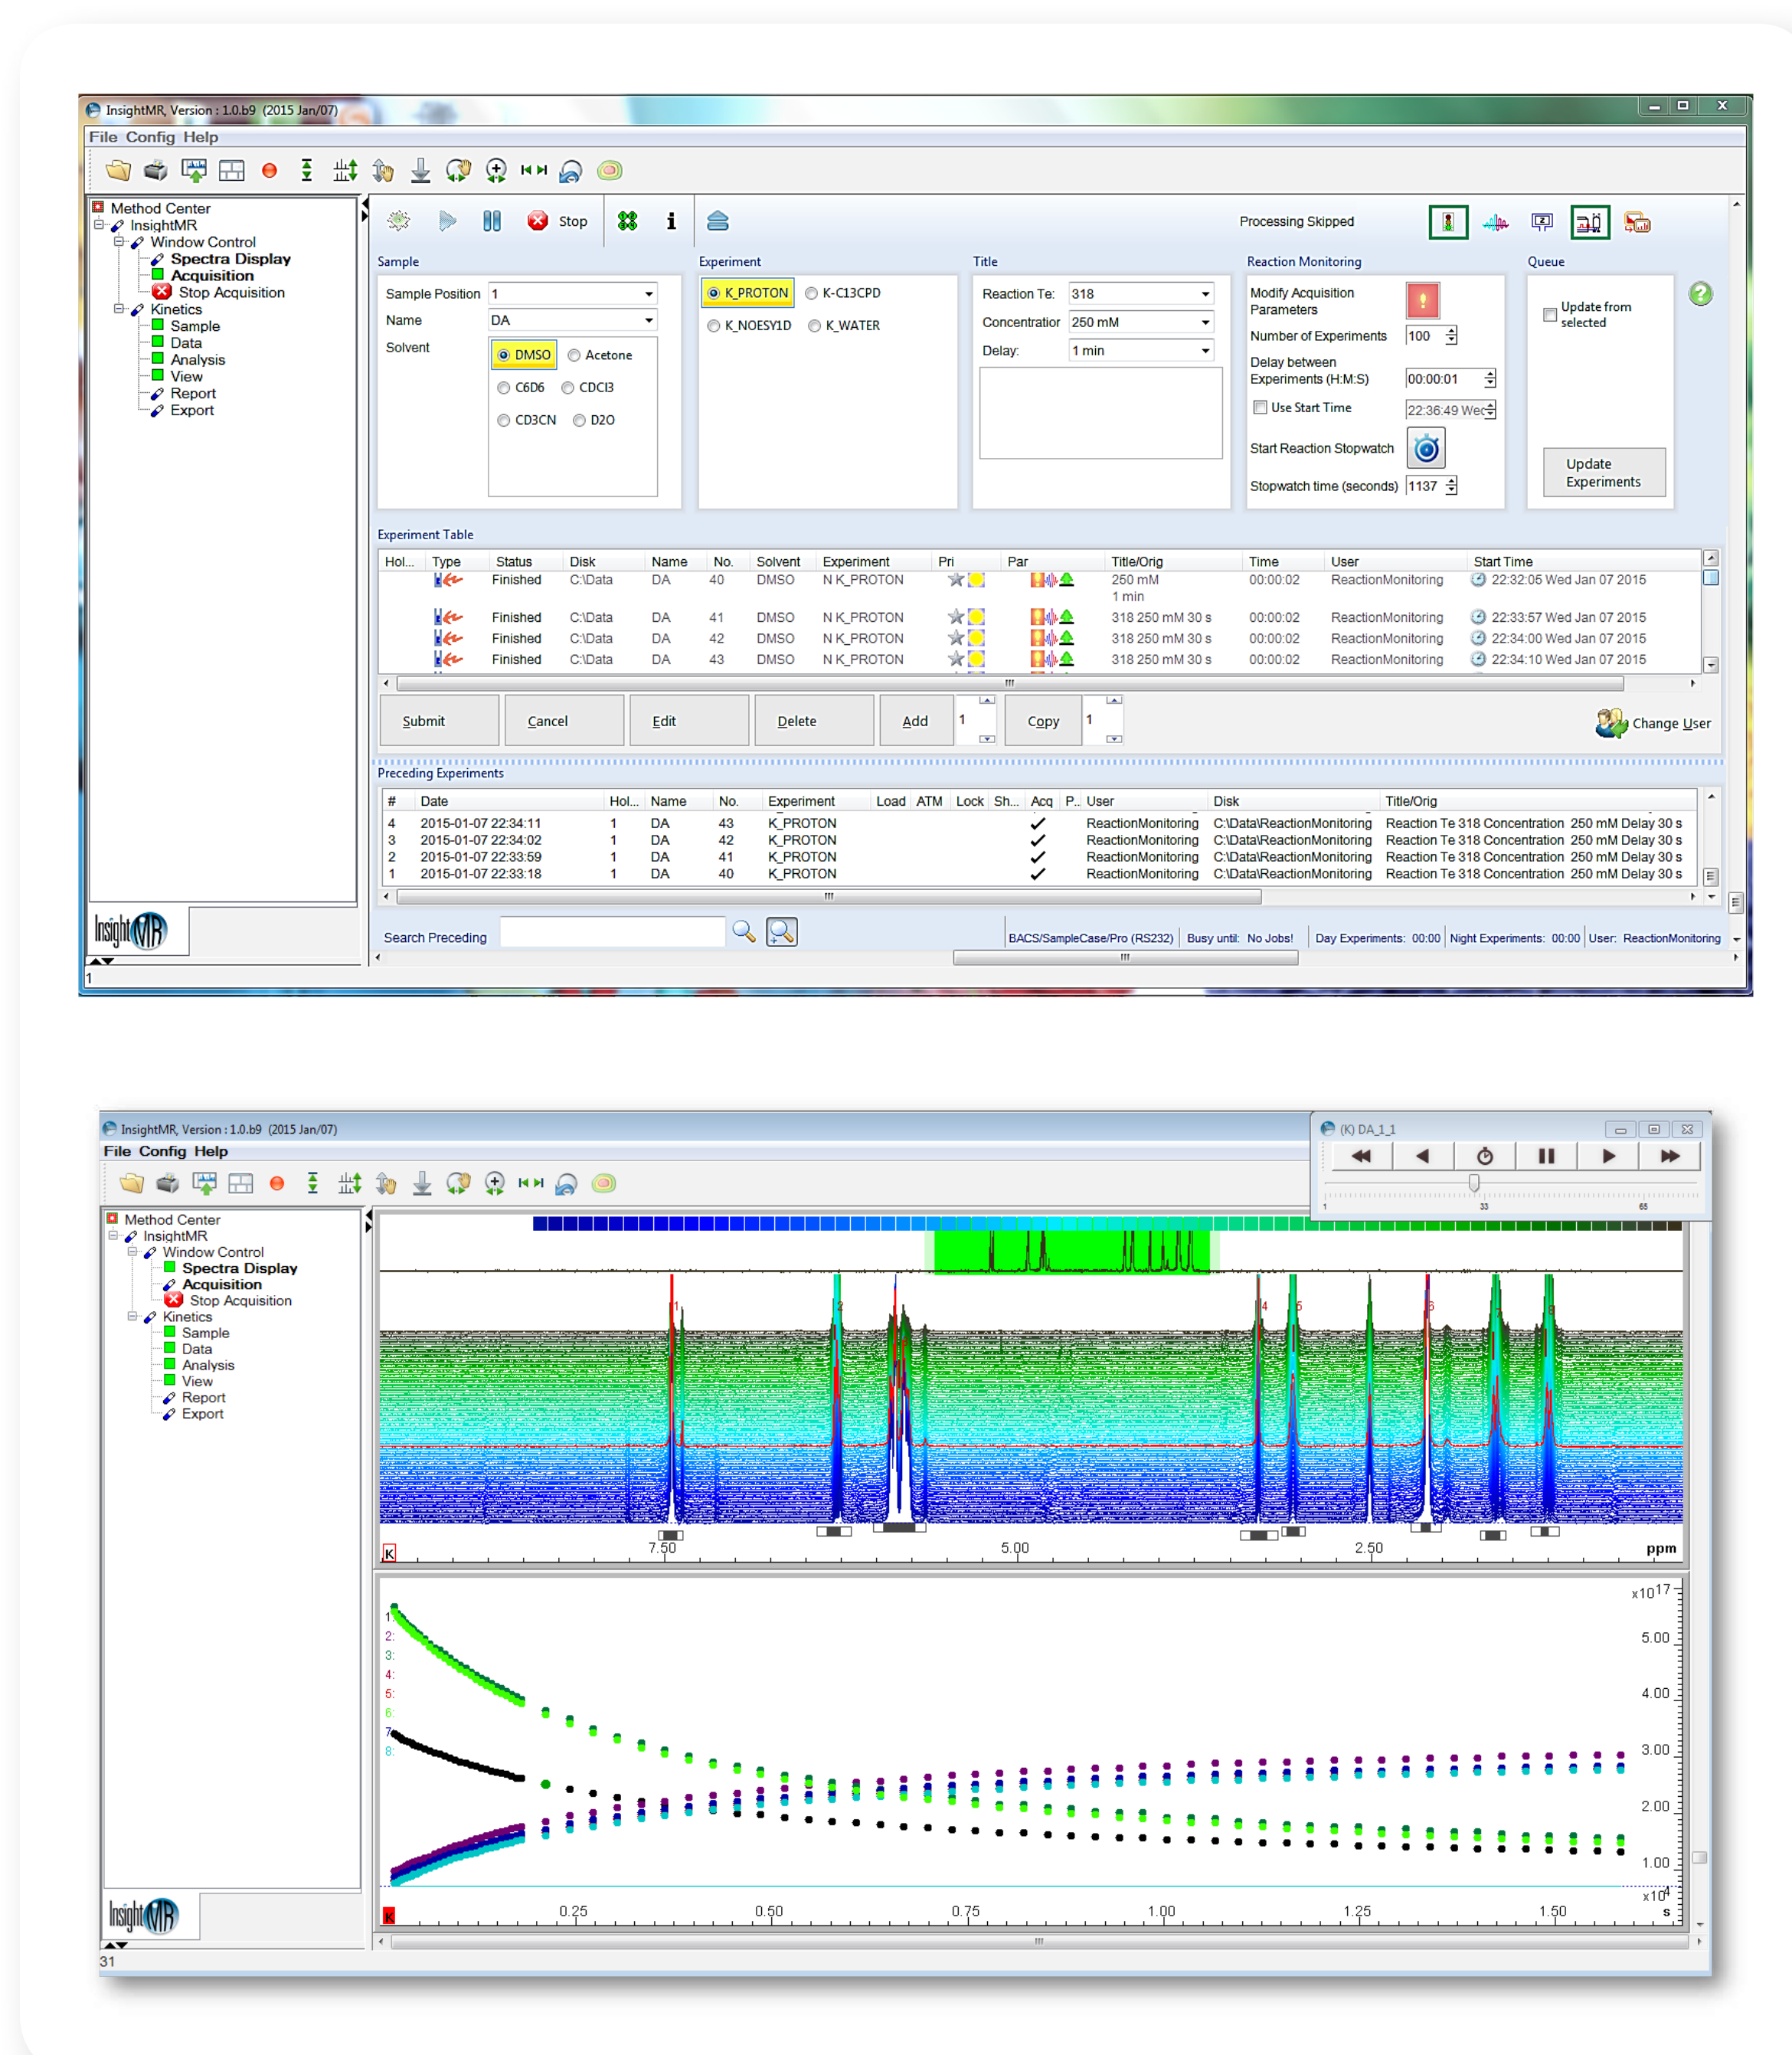 InsightMR, Version : 1.0.b9 (2015 Jan/07)
File Config Help
Method Center
InsightMR
Window Control
Spectra Display
Acquisition
Stop Acquisition
Kinetics
Sample
Data
Analysis
View
Report
Export
Stop
i
Processing Skipped
Sample
Experiment
Title
Reaction Monitoring
Queue
Sample Position 1
Name DA
Solvent
DMSO Acetone
C6D6 CDCl3
CD3CN D2O
K_PROTON K-C13CPD
K_NOESY1D K_WATER
Reaction Te: 318
Concentratior 250 mM
Delay: 1 min
Modify Acquisition
Parameters
Number of Experiments 100
Delay between
Experiments (H:M:S) 00:00:01
Use Start Time 22:36:49 Wec
Start Reaction Stopwatch
Stopwatch time (seconds) 1137
Update from
selected
Update
Experiments
Experiment Table
Hol... Type Status Disk Name No. Solvent Experiment Pri Par Title/Orig Time User Start Time
Finished C:\Data DA 40 DMSO N K_PROTON 250 mM 00:00:02 ReactionMonitoring 22:32:05 Wed Jan 07 2015
1 min
Finished C:\Data DA 41 DMSO N K_PROTON 318 250 mM 30 s 00:00:02 ReactionMonitoring 22:33:57 Wed Jan 07 2015
Finished C:\Data DA 42 DMSO N K_PROTON 318 250 mM 30 s 00:00:02 ReactionMonitoring 22:34:00 Wed Jan 07 2015
Finished C:\Data DA 43 DMSO N K_PROTON 318 250 mM 30 s 00:00:02 ReactionMonitoring 22:34:10 Wed Jan 07 2015
Submit Cancel Edit Delete Add 1 Copy 1 Change User
Preceding Experiments
# Date Hol... Name No. Experiment Load ATM Lock Sh... Acq P.. User Disk Title/Orig
4 2015-01-07 22:34:11 1 DA 43 K_PROTON ReactionMonitoring C:\Data\ReactionMonitoring Reaction Te 318 Concentration 250 mM Delay 30 s
3 2015-01-07 22:34:02 1 DA 42 K_PROTON ReactionMonitoring C:\Data\ReactionMonitoring Reaction Te 318 Concentration 250 mM Delay 30 s
2 2015-01-07 22:33:59 1 DA 41 K_PROTON ReactionMonitoring C:\Data\ReactionMonitoring Reaction Te 318 Concentration 250 mM Delay 30 s
1 2015-01-07 22:33:18 1 DA 40 K_PROTON ReactionMonitoring C:\Data\ReactionMonitoring Reaction Te 318 Concentration 250 mM Delay 30 s
Search Preceding
BACS/SampleCase/Pro (RS232) Busy until: No Jobs! Day Experiments: 00:00 Night Experiments: 00:00 User: ReactionMonitoring
InsightMR
1
InsightMR, Version : 1.0.b9 (2015 Jan/07)
(K) DA_1_1
File Config Help
1 33 65
Method Center
InsightMR
Window Control
Spectra Display
Acquisition
Stop Acquisition
Kinetics
Sample
Data
Analysis
View
Report
Export
1 2 4 5 6
K 7.50 5.00 2.50 ppm
x10 17
1:
2:
3:
4:
5:
6:
7
8:
5.00
4.00
3.00
2.00
1.00
x10 4
K 0.25 0.50 0.75 1.00 1.25 1.50 s
InsightMR
31